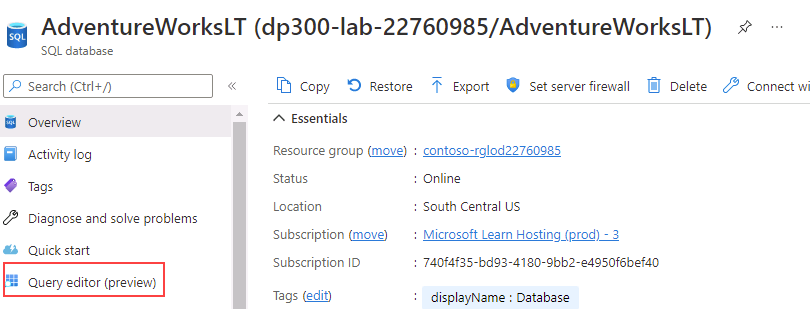 AdventureWorksLT (dp300-lab-22760985/AdventureWorksLT)
SQL database
Search (Ctrl+/)
Overview
Activity log
Tags
Diagnose and solve problems
Quick start
Query editor (preview)
Copy Restore Export Set server firewall Delete Connect wi
Essentials
Resource group (move) : contoso-rglod22760985
Status : Online
Location : South Central US
Subscription (move) : Microsoft Learn Hosting (prod) - 3
Subscription ID : 740f4f35-bd93-4180-9bb2-e4950f6bef40
Tags (edit) : displayName : Database